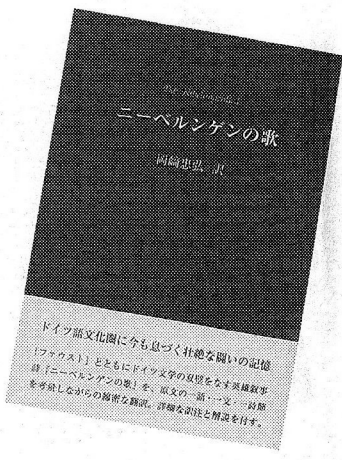 ニーベルンゲンの歌
岡﨑忠弘 訳
ドイツ語文化圏に今も息づく壮絶な闘いの記憶
『ファウスト』とともにドイツ文学の双璧をなす英雄叙事
詩『ニーベルンゲンの歌』を、原文の一語・一文・一詩節
を考量しながらの綿密な翻訳。詳細な訳注と解説を付す。